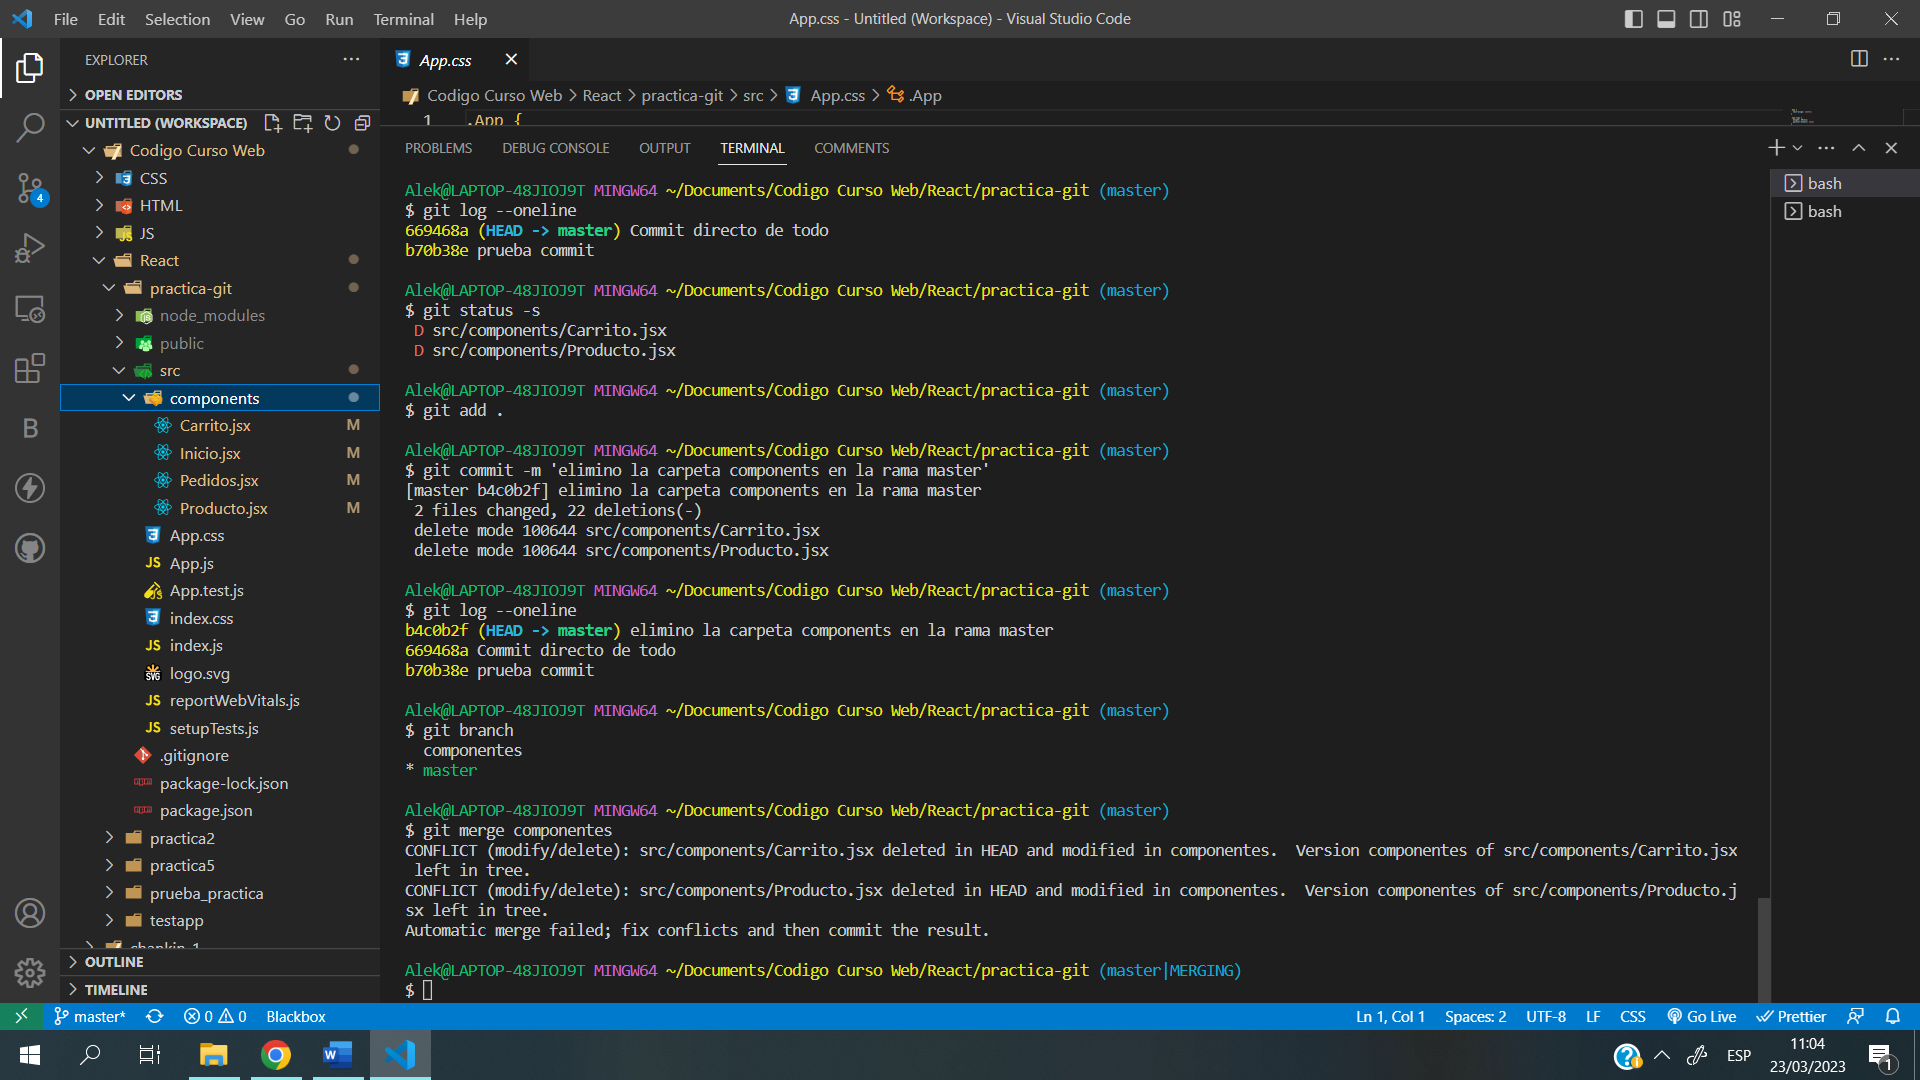 File Edit Selection View Go Run Terminal Help
App.css - Untitled (Workspace) - Visual Studio Code
EXPLORER
OPEN EDITORS
UNTITLED (WORKSPACE)
Codigo Curso Web
CSS
HTML
JS
React
practica-git
node_modules
public
src
components
Carrito.jsx M
Inicio.jsx M
Pedidos.jsx M
Producto.jsx M
App.css
JS App.js
App.test.js
index.css
JS index.js
SVG logo.svg
JS reportWebVitals.js
JS setupTests.js
.gitignore
package-lock.json
package.json
practica2
practica5
prueba_practica
testapp
OUTLINE
TIMELINE
4
B
App.css
Codigo Curso Web > React > practica-git > src > App.css > .App
1 .App {
PROBLEMS DEBUG CONSOLE OUTPUT TERMINAL COMMENTS
Alek@LAPTOP-48JIOJ9T MINGW64 ~/Documents/Codigo Curso Web/React/practica-git (master)
$ git log --oneline
669468a (HEAD -> master) Commit directo de todo
b70b38e prueba commit
Alek@LAPTOP-48JIOJ9T MINGW64 ~/Documents/Codigo Curso Web/React/practica-git (master)
$ git status -s
D src/components/Carrito.jsx
D src/components/Producto.jsx
Alek@LAPTOP-48JIOJ9T MINGW64 ~/Documents/Codigo Curso Web/React/practica-git (master)
$ git add .
Alek@LAPTOP-48JIOJ9T MINGW64 ~/Documents/Codigo Curso Web/React/practica-git (master)
$ git commit -m 'elimino la carpeta components en la rama master'
[master b4c0b2f] elimino la carpeta components en la rama master
2 files changed, 22 deletions(-)
delete mode 100644 src/components/Carrito.jsx
delete mode 100644 src/components/Producto.jsx
Alek@LAPTOP-48JIOJ9T MINGW64 ~/Documents/Codigo Curso Web/React/practica-git (master)
$ git log --oneline
b4c0b2f (HEAD -> master) elimino la carpeta components en la rama master
669468a Commit directo de todo
b70b38e prueba commit
Alek@LAPTOP-48JIOJ9T MINGW64 ~/Documents/Codigo Curso Web/React/practica-git (master)
$ git branch
componentes
* master
Alek@LAPTOP-48JIOJ9T MINGW64 ~/Documents/Codigo Curso Web/React/practica-git (master)
$ git merge componentes
CONFLICT (modify/delete): src/components/Carrito.jsx deleted in HEAD and modified in componentes.  Version componentes of src/components/Carrito.jsx
left in tree.
CONFLICT (modify/delete): src/components/Producto.jsx deleted in HEAD and modified in componentes.  Version componentes of src/components/Producto.j
sx left in tree.
Automatic merge failed; fix conflicts and then commit the result.
Alek@LAPTOP-48JIOJ9T MINGW64 ~/Documents/Codigo Curso Web/React/practica-git (master|MERGING)
$
bash
bash
master* 0 0 Blackbox
Ln 1, Col 1 Spaces: 2 UTF-8 LF CSS Go Live Prettier
ESP
11:04
23/03/2023
1